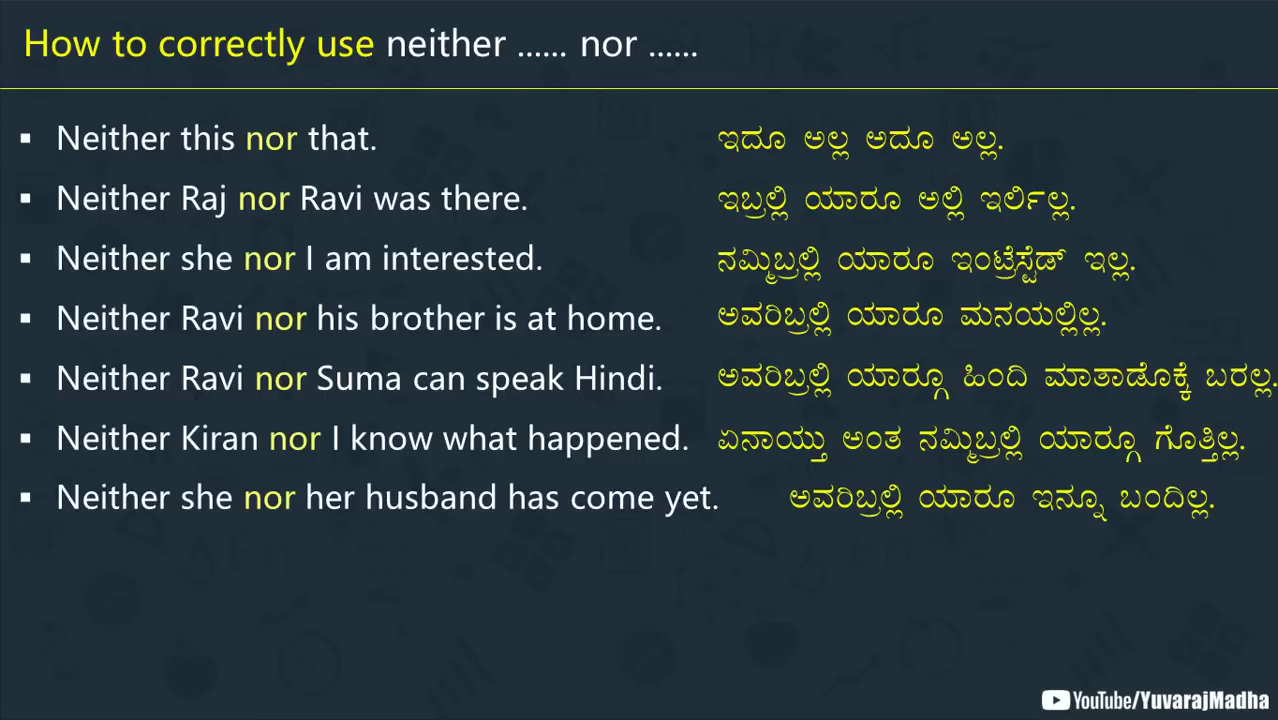 How to correctly use neither ...... nor ......
▪ Neither this nor that. ಇದೂ ಅಲ್ಲ ಅದೂ ಅಲ್ಲ.
▪ Neither Raj nor Ravi was there. ಇಬ್ರಲ್ಲಿ ಯಾರೂ ಅಲ್ಲಿ ಇರ್ಲಿಲ್ಲ.
▪ Neither she nor I am interested. ನಮ್ಮಿಬ್ರಲ್ಲಿ ಯಾರೂ ಇಂಟ್ರೆಸ್ಟೆಡ್ ಇಲ್ಲ.
▪ Neither Ravi nor his brother is at home. ಅವರಿಬ್ರಲ್ಲಿ ಯಾರೂ ಮನಯಲ್ಲಿಲ್ಲ.
▪ Neither Ravi nor Suma can speak Hindi. ಅವರಿಬ್ರಲ್ಲಿ ಯಾರ್‍ಗೂ ಹಿಂದಿ ಮಾತಾಡೊಕ್ಕೆ ಬರಲ್ಲ.
▪ Neither Kiran nor I know what happened. ಏನಾಯ್ತು ಅಂತ ನಮ್ಮಿಬ್ರಲ್ಲಿ ಯಾರ್‍ಗೂ ಗೊತ್ತಿಲ್ಲ.
▪ Neither she nor her husband has come yet. ಅವರಿಬ್ರಲ್ಲಿ ಯಾರೂ ಇನ್ನೂ ಬಂದಿಲ್ಲ.
YouTube/YuvarajMadha